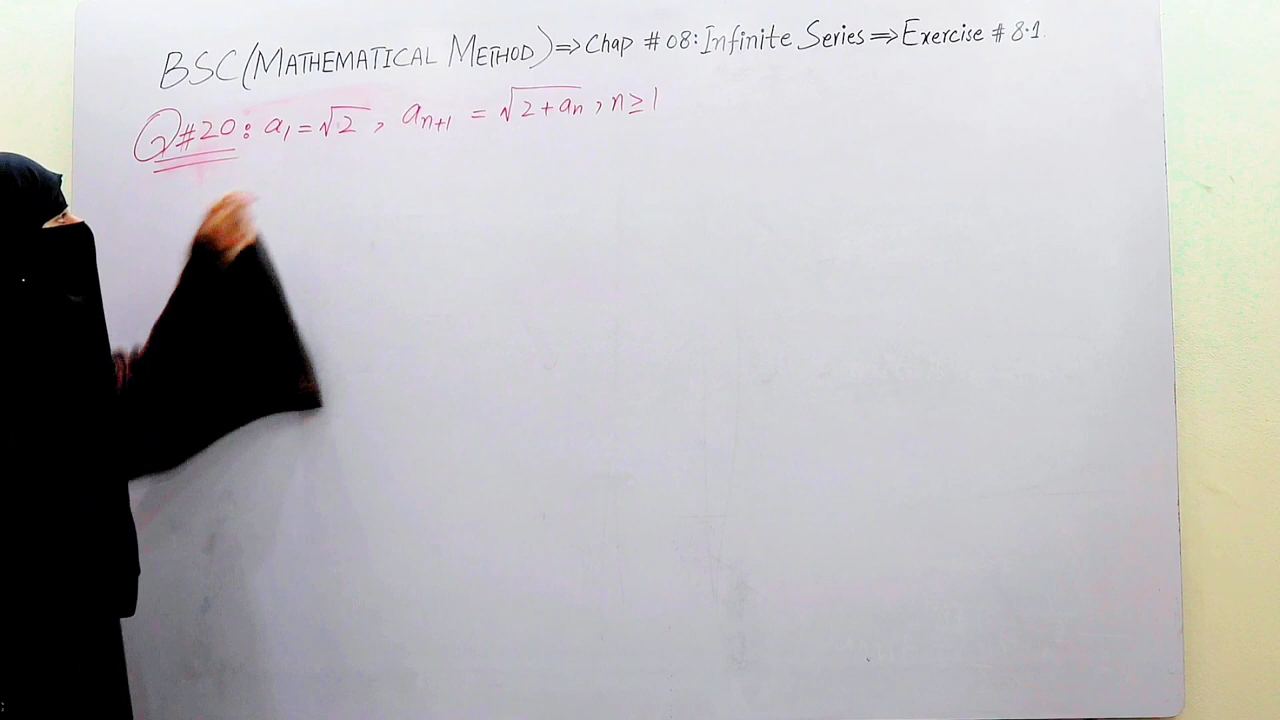 BSC(MATHEMATICAL METHOD)⇒Chap # 08:Infinite Series⇒Exercise # 8.1
Q#20: a₁=√2, aₙ₊₁ = √(2+aₙ), n≥1